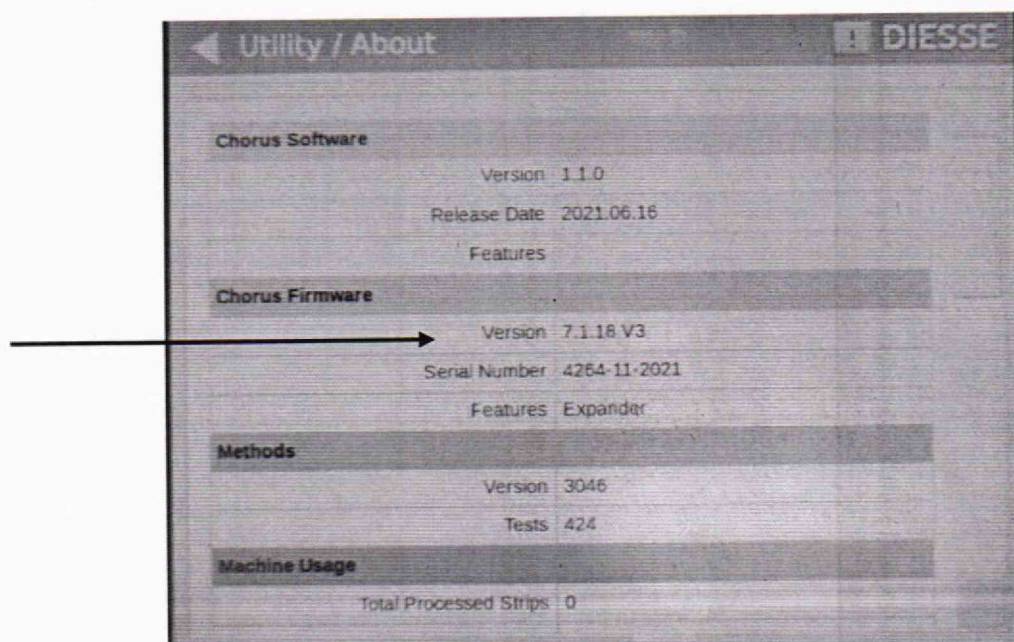 Utility / About
! DIESSE
Chorus Software
Version 1.1.0
Release Date 2021.06.16
Features
Chorus Firmware
Version 7.1.18 V3
Serial Number 4264-11-2021
Features Expander
Methods
Version 3046
Tests 424
Machine Usage
Total Processed Strips 0